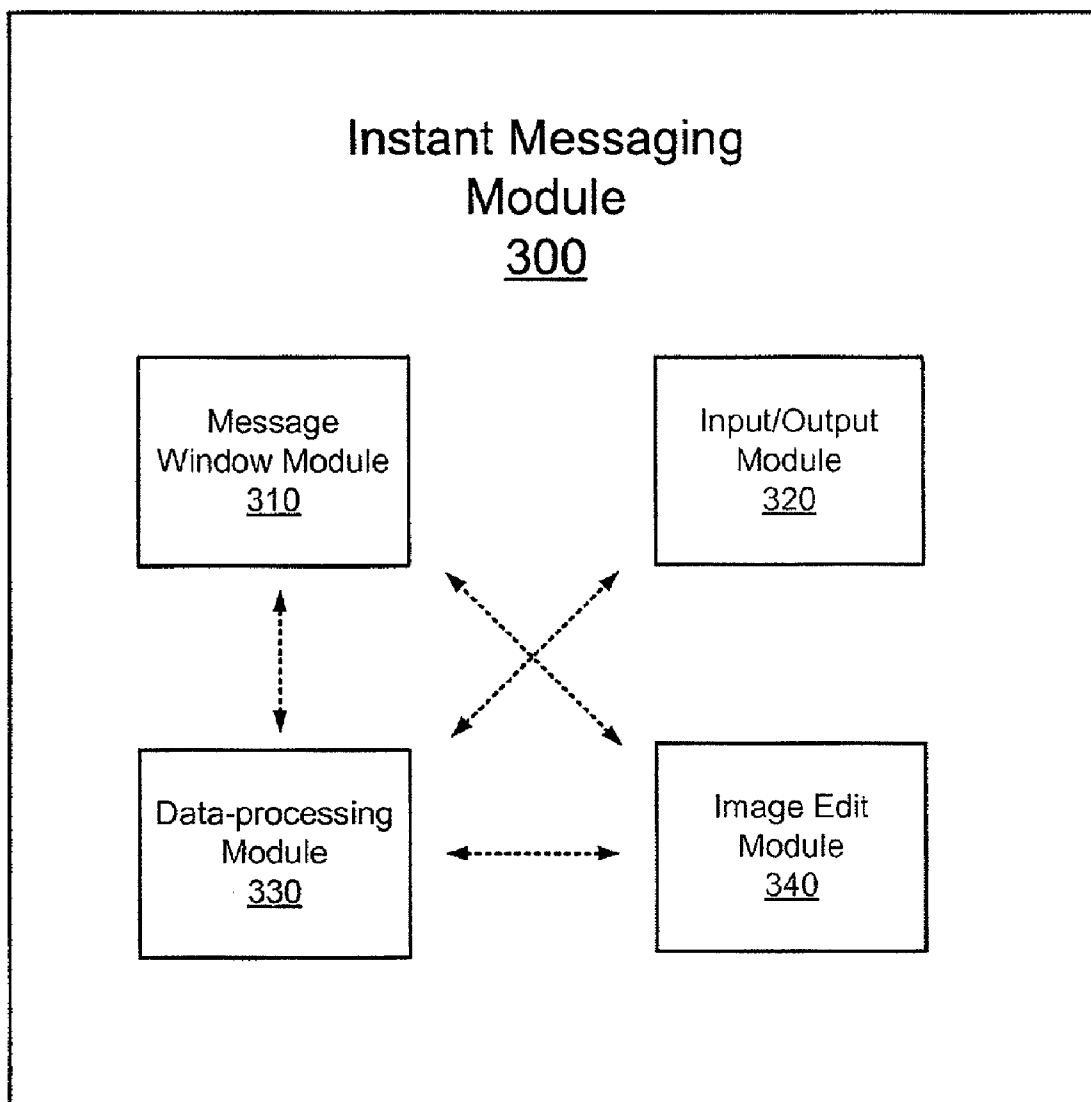 Instant Messaging
Module
300
Message
Window Module
310
Input/Output
Module
320
Data-processing
Module
330
Image Edit
Module
340